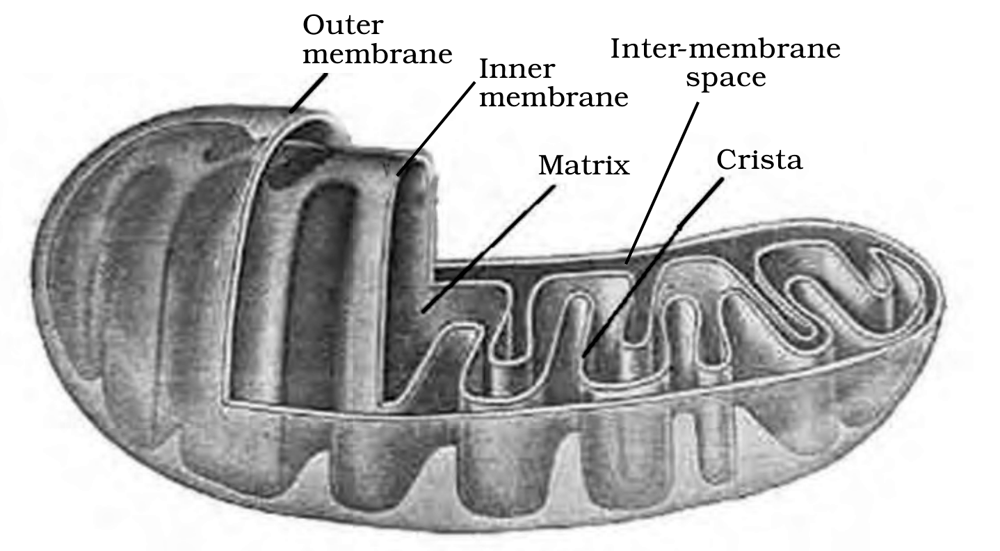 Outer
membrane
Inner
membrane
Inter-membrane
space
Matrix
Crista